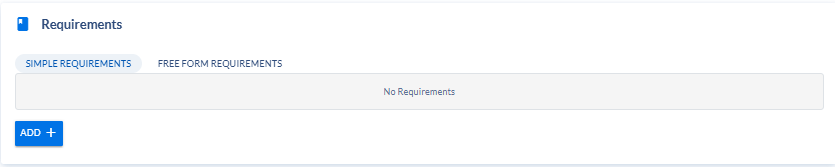 Requirements
SIMPLE REQUIREMENTS FREE FORM REQUIREMENTS
No Requirements
ADD +